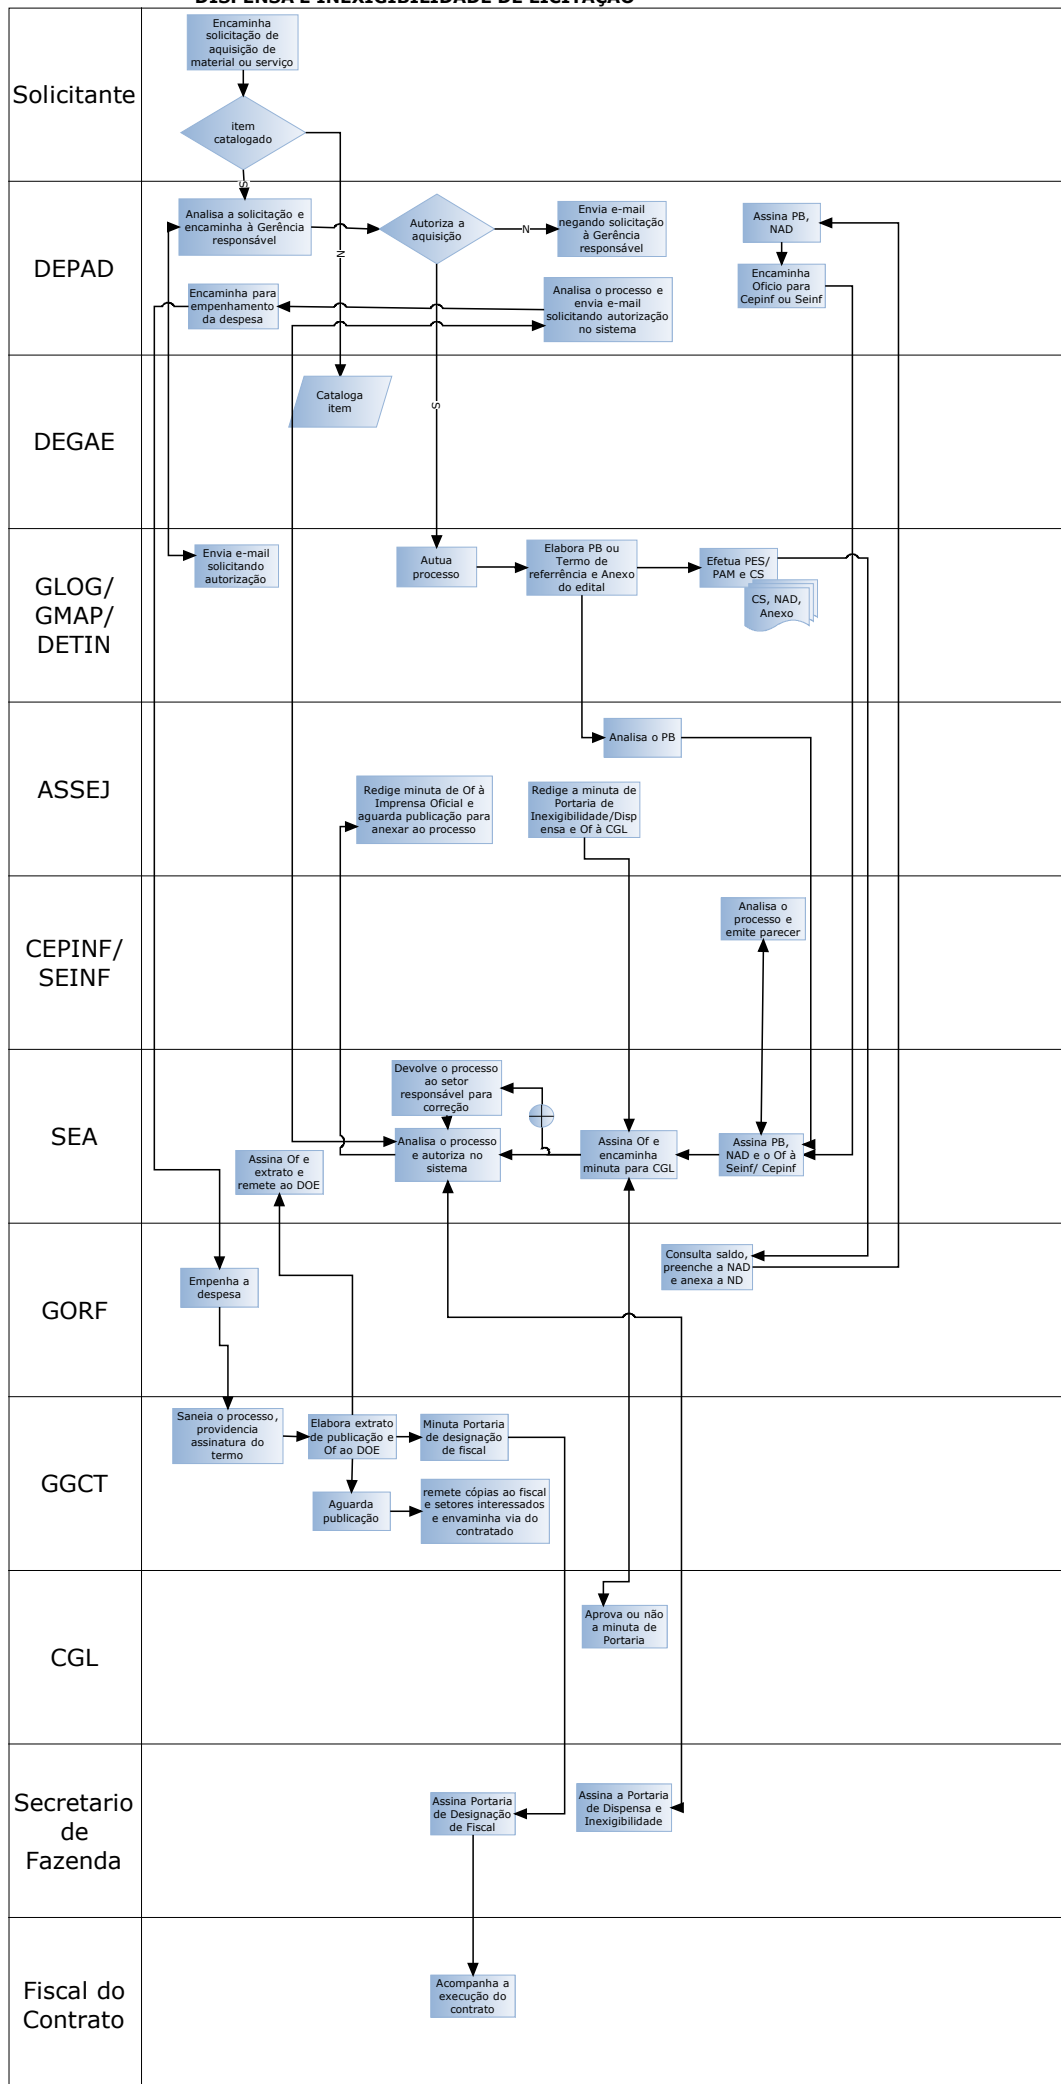 DISPENSA E INEXIGIBILIDADE DE LICITAÇÃO
Solicitante
Encaminha
solicitação de
aquisição de
material ou serviço
item
catalogado
S
N
DEPAD
Analisa a solicitação e
encaminha à Gerência
responsável
Autoriza a
aquisição
N
Envia e-mail
negando solicitação
à Gerência
responsável
Assina PB,
NAD
Encaminha
Oficio para
Cepinf ou Seinf
Encaminha para
empenhamento
da despesa
Analisa o processo e
envia e-mail
solicitando autorização
no sistema
DEGAE
Cataloga
item
S
GLOG/
GMAP/
DETIN
Envia e-mail
solicitando
autorização
Autua
processo
Elabora PB ou
Termo de
referrência e Anexo
do edital
Efetua PES/
PAM e CS
CS, NAD,
Anexo
ASSEJ
Analisa o PB
Redige minuta de Of à
Imprensa Oficial e
aguarda publicação para
anexar ao processo
Redige a minuta de
Portaria de
Inexigibilidade/Disp
ensa e Of à CGL
CEPINF/
SEINF
Analisa o
processo e
emite parecer
SEA
Devolve o processo
ao setor
responsável para
correção
Analisa o processo
e autoriza no
sistema
Assina Of e
encaminha
minuta para CGL
Assina PB,
NAD e o Of à
Seinf/ Cepinf
Assina Of e
extrato e
remete ao DOE
GORF
Consulta saldo,
preenche a NAD
e anexa a ND
Empenha a
despesa
GGCT
Saneia o processo,
providencia
assinatura do
termo
Elabora extrato
de publicação e
Of ao DOE
Minuta Portaria
de designação
de fiscal
Aguarda
publicação
remete cópias ao fiscal
e setores interessados
e envaminha via do
contratado
CGL
Aprova ou não
a minuta de
Portaria
Secretario
de
Fazenda
Assina Portaria
de Designação
de Fiscal
Assina a Portaria
de Dispensa e
Inexigibilidade
Fiscal do
Contrato
Acompanha a
execução do
contrato